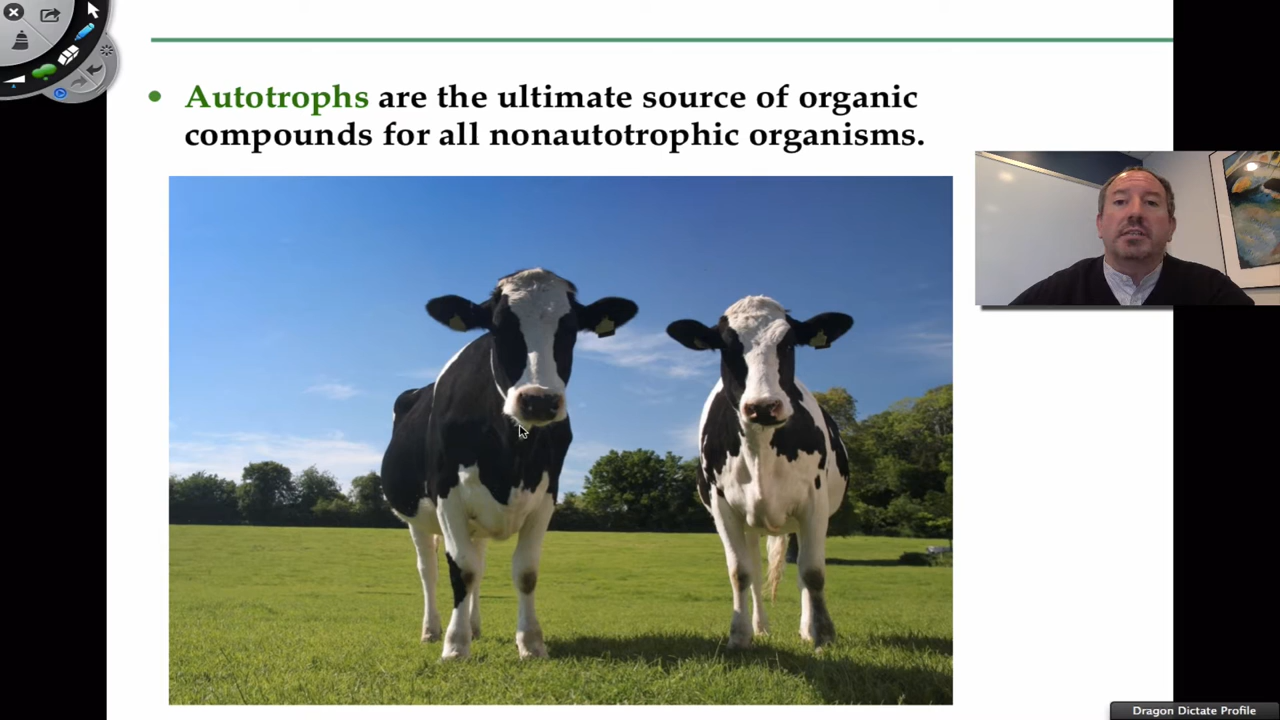 Autotrophs are the ultimate source of organic
compounds for all nonautotrophic organisms.
Dragon Dictate Profile